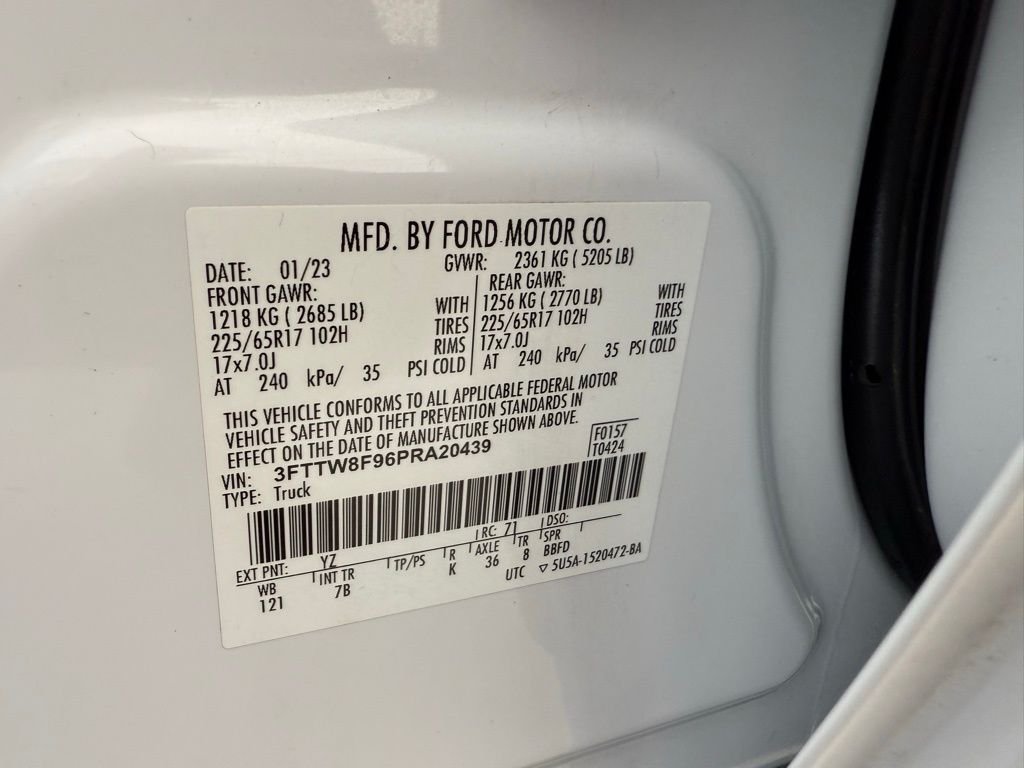 MFD. BY FORD MOTOR CO.
DATE: 01/23 GVWR: 2361 KG ( 5205 LB)
FRONT GAWR: REAR GAWR:
1218 KG ( 2685 LB) WITH 1256 KG ( 2770 LB) WITH
225/65R17 102H TIRES 225/65R17 102H TIRES
17x7.0J RIMS 17x7.0J RIMS
AT 240 kPa/ 35 PSI COLD AT 240 kPa/ 35 PSI COLD
THIS VEHICLE CONFORMS TO ALL APPLICABLE FEDERAL MOTOR
VEHICLE SAFETY AND THEFT PREVENTION STANDARDS IN
EFFECT ON THE DATE OF MANUFACTURE SHOWN ABOVE.
VIN: 3FTTW8F96PRA20439 F0157
TYPE: Truck T0424
EXT PNT: YZ RC: 71 DSO:
WB INT TR TP/PS R AXLE TR SPR
121 7B K 36 8 BBFD
UTC ▽ 5U5A-1520472-BA